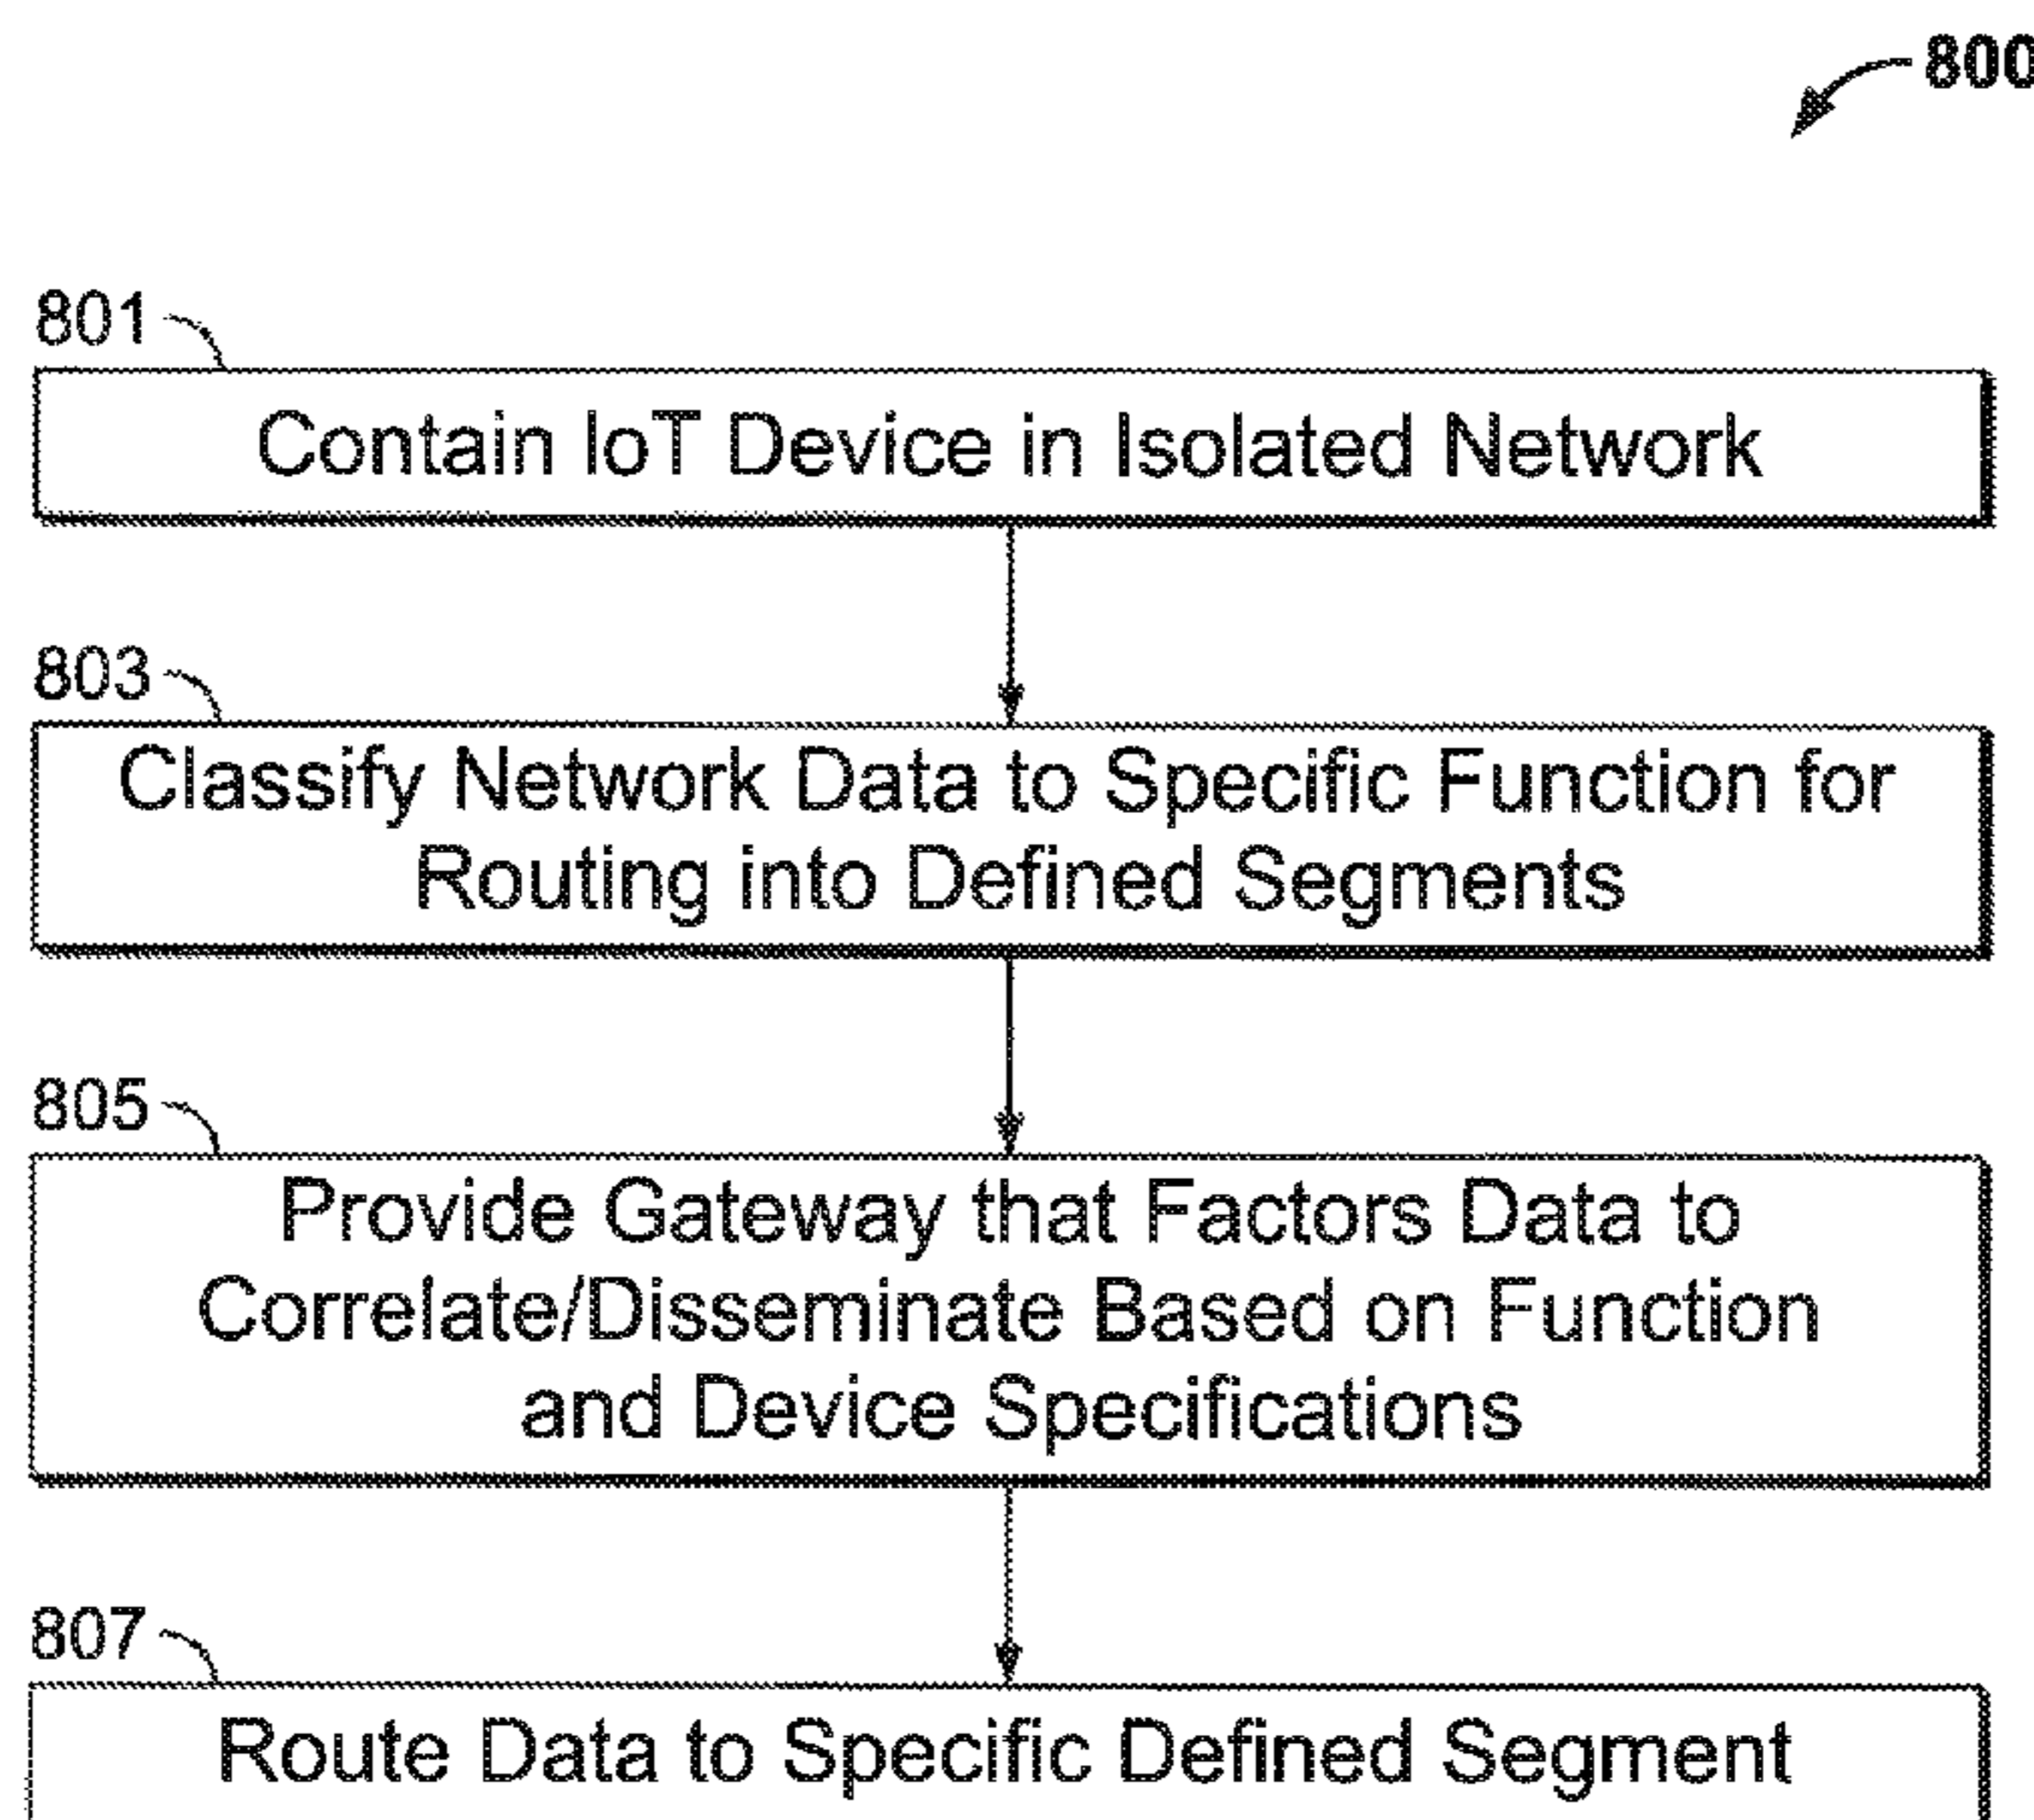 800
801
Contain IoT Device in Isolated Network
803
Classify Network Data to Specific Function for
Routing into Defined Segments
805
Provide Gateway that Factors Data to
Correlate/Disseminate Based on Function
and Device Specifications
807
Route Data to Specific Defined Segment